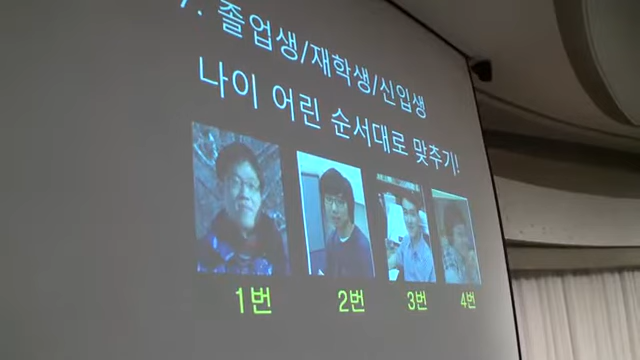 7. 졸업생/재학생/신입생
나이 어린 순서대로 맞추기!
1번 2번 3번 4번